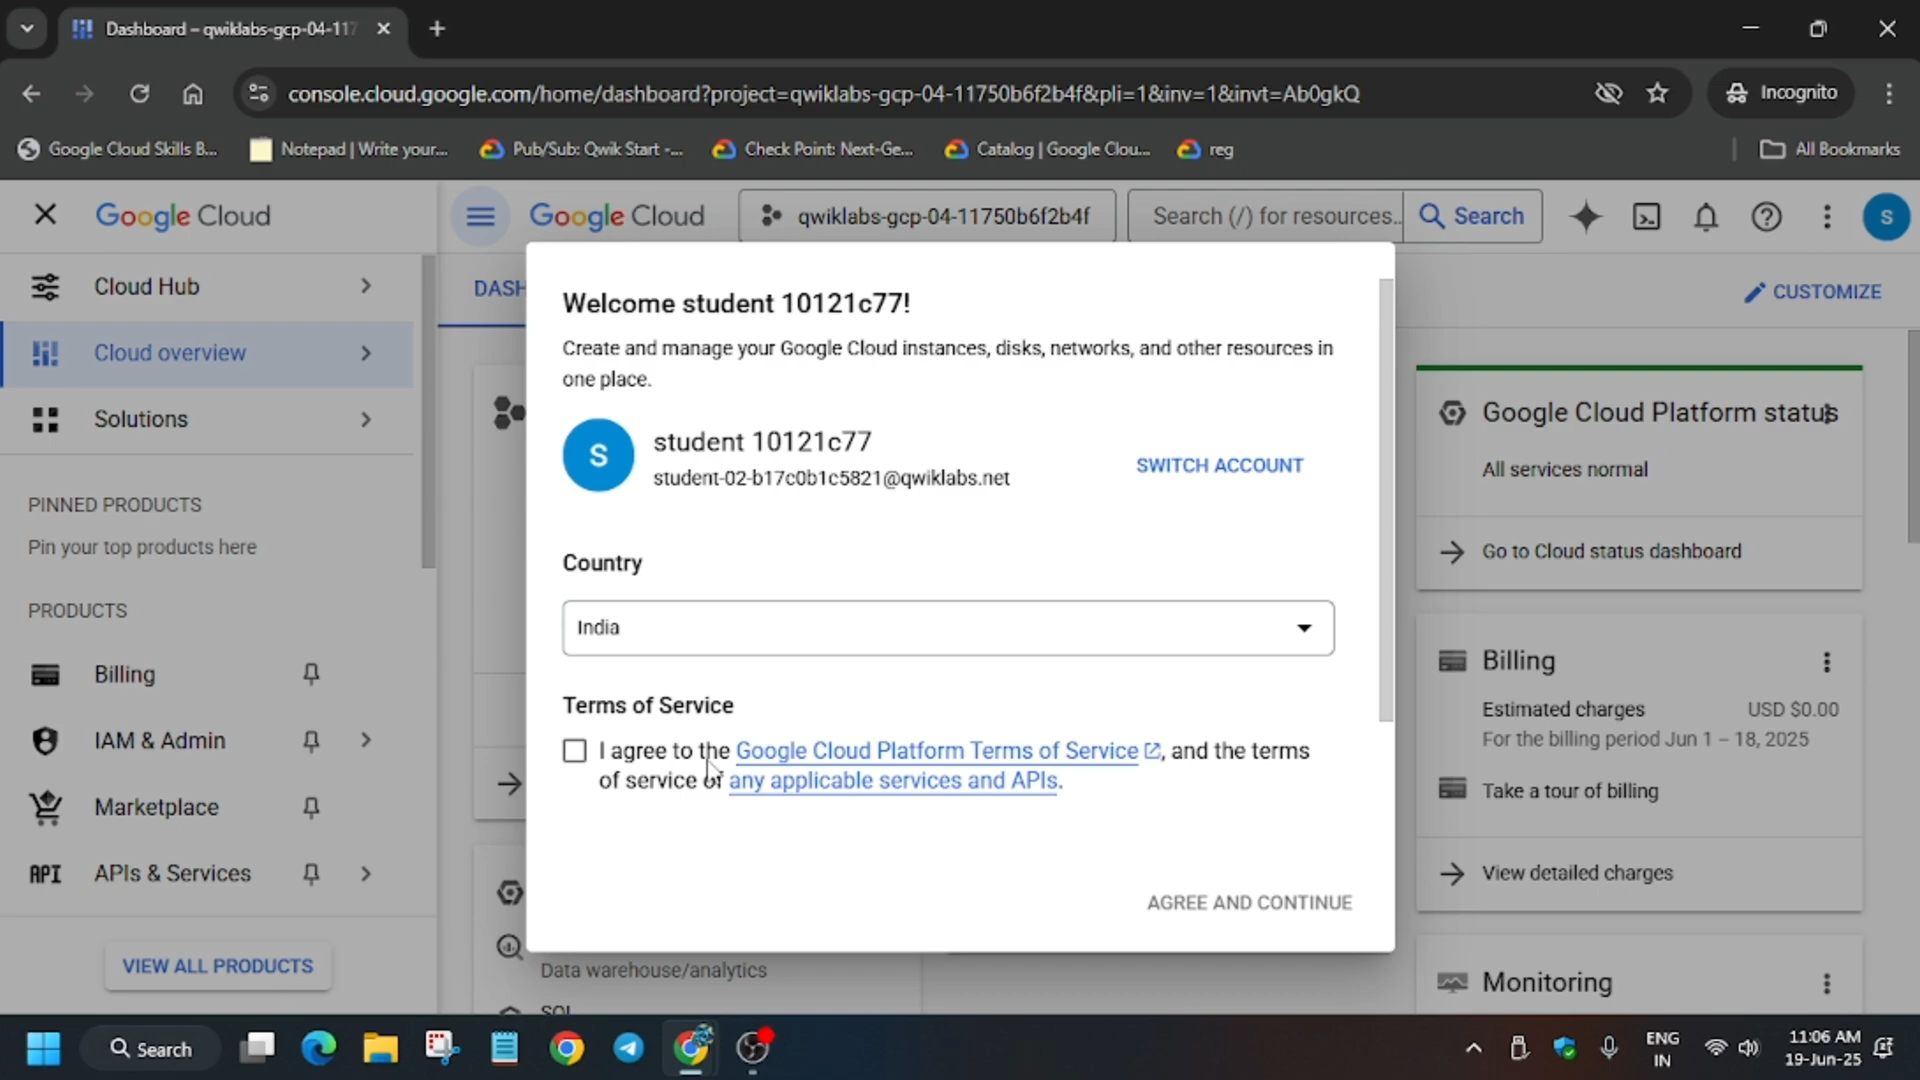 Dashboard – qwiklabs-gcp-04-117
console.cloud.google.com/home/dashboard?project=qwiklabs-gcp-04-11750b6f2b4f&pli=1&inv=1&invt=Ab0gkQ
Incognito
Google Cloud Skills B...
Notepad | Write your...
Pub/Sub: Qwik Start -...
Check Point: Next-Ge...
Catalog | Google Clou...
reg
All Bookmarks
Google Cloud
Google Cloud
qwiklabs-gcp-04-11750b6f2b4f
Search (/) for resources...
Search
S
Cloud Hub
Cloud overview
Solutions
PINNED PRODUCTS
Pin your top products here
PRODUCTS
Billing
IAM & Admin
Marketplace
API
APIs & Services
VIEW ALL PRODUCTS
DASH
CUSTOMIZE
Welcome student 10121c77!
Create and manage your Google Cloud instances, disks, networks, and other resources in
one place.
S
student 10121c77
student-02-b17c0b1c5821@qwiklabs.net
SWITCH ACCOUNT
Country
India
Terms of Service
I agree to the Google Cloud Platform Terms of Service, and the terms
of service of any applicable services and APIs.
AGREE AND CONTINUE
Data warehouse/analytics
SQL
Google Cloud Platform status
All services normal
Go to Cloud status dashboard
Billing
Estimated charges USD $0.00
For the billing period Jun 1 – 18, 2025
Take a tour of billing
View detailed charges
Monitoring
Search
ENG
IN
11:06 AM
19-Jun-25